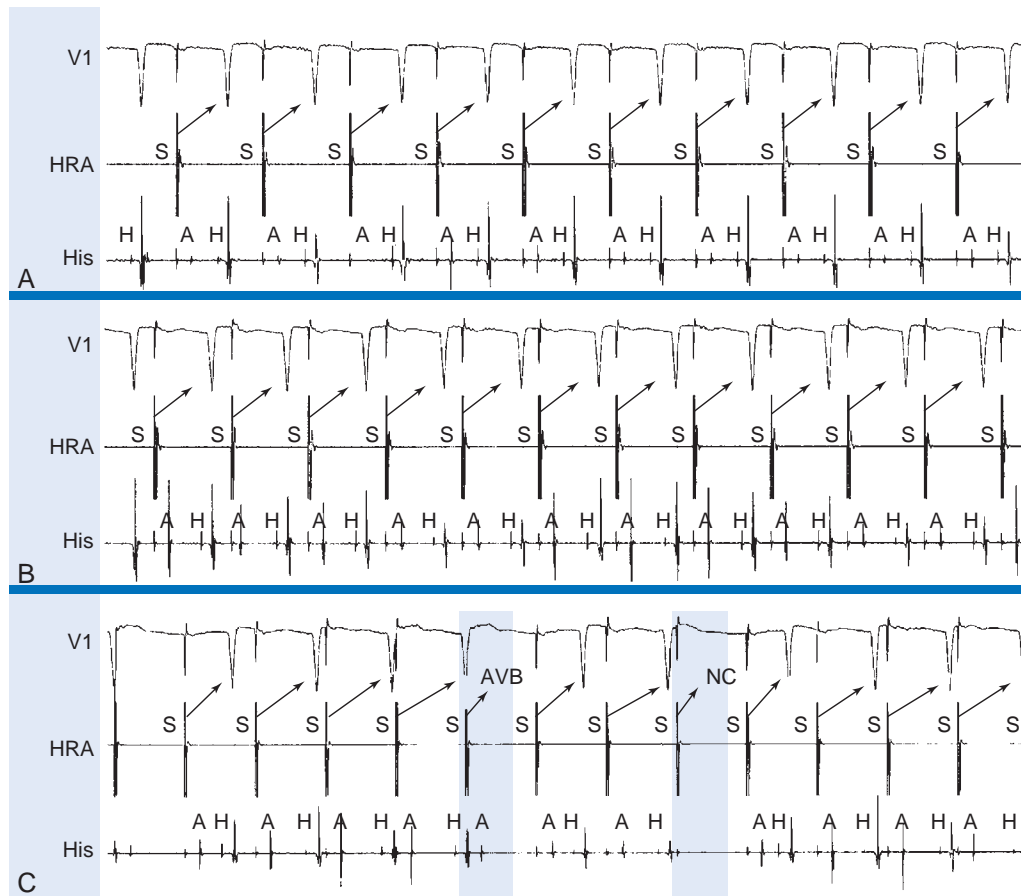 V1
S S S S S S S S S S
HRA
H A H A H A H A H A H A H A H A H A H A H
His
A
V1
S S S S S S S S S S S S
HRA
A H A H A H A H A H A H A H A H A H A H A H
His
B
V1
AVB NC
S S S S S S S S S S S S S
HRA
A H A H A H A H A A H A H A H A H A H A H
His
C